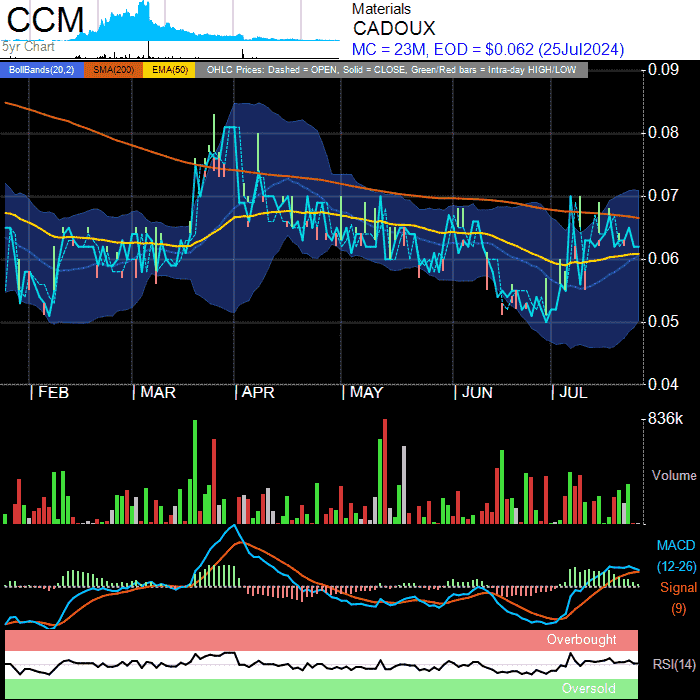 CCM
5yr Chart
Materials
CADOUX
MC = 23M, EOD = $0.062 (25Jul2024)
BollBands(20,2) SMA(200) EMA(50) OHLC Prices: Dashed = OPEN, Solid = CLOSE, Green/Red bars = Intra-day HIGH/LOW
0.09
0.08
0.07
0.06
0.05
0.04
FEB MAR APR MAY JUN JUL
836k
Volume
MACD
(12-26)
Signal
(9)
Overbought
RSI(14)
Oversold